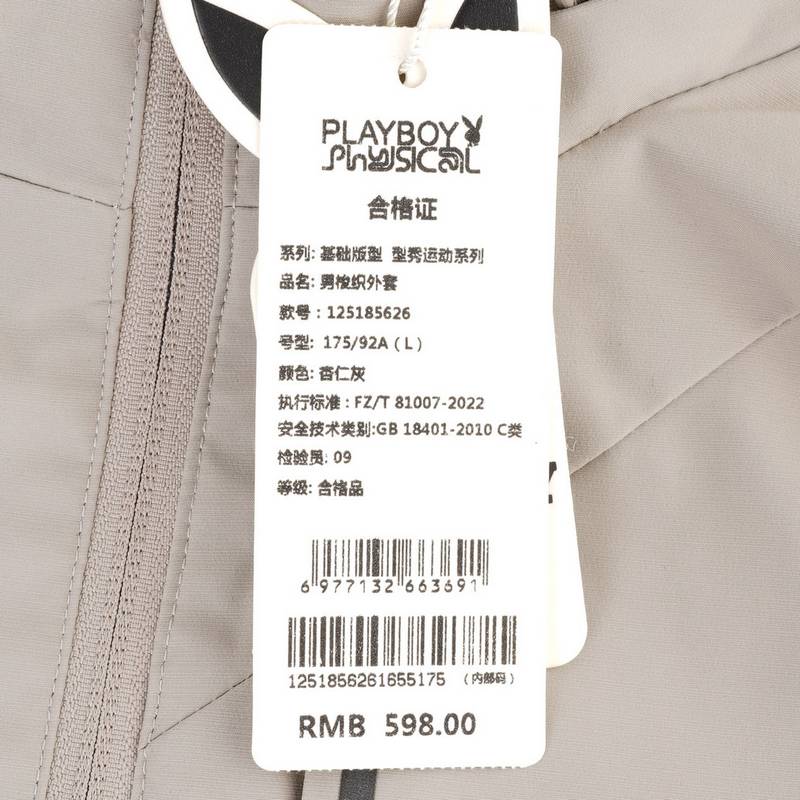 PLAYBOY
PhYSICAL
合格证
系列: 基础版型 型秀运动系列
品名: 男梭织外套
款号：125185626
号型: 175/92A（L）
颜色: 杏仁灰
执行标准：FZ/T 81007-2022
安全技术类别:GB 18401-2010 C类
检验员: 09
等级: 合格品
6 977132 663691
1251856261655175 （内部码）
RMB 598.00